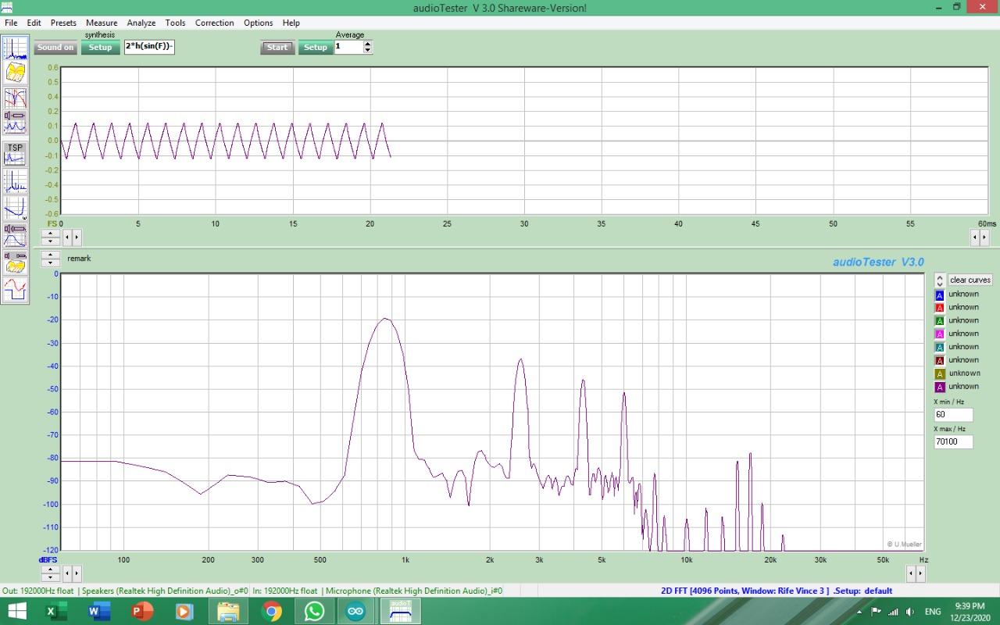 audioTester V 3.0 Shareware-Version!
File Edit Presets Measure Analyze Tools Correction Options Help
synthesis Average
Sound on Setup 2*h(sin(F))- Start Setup 1
TSP
0.6
0.5
0.4
0.2
0.1
0.0
-0.1
-0.2
-0.4
-0.5
-0.6
FS 0 5 10 15 20 25 30 35 40 45 50 55 60ms
remark
audioTester V3.0
0
-10
-20
-30
-40
-50
-60
-70
-80
-90
-100
-110
-120
clear curves
A unknown
A unknown
A unknown
A unknown
A unknown
A unknown
A unknown
A unknown
X min / Hz
60
X max / Hz
70100
© U.Mueller
dBFS 100 200 300 500 1k 2k 3k 5k 10k 20k 30k 50k Hz
Out: 192000Hz float | Speakers (Realtek High Definition Audio)_o#0 In: 192000Hz float | Microphone (Realtek High Definition Audio)_i#0 2D FFT [4096 Points, Window: Rife Vince 3 ] .Setup: default
audioT
ENG
9:39 PM
12/23/2020